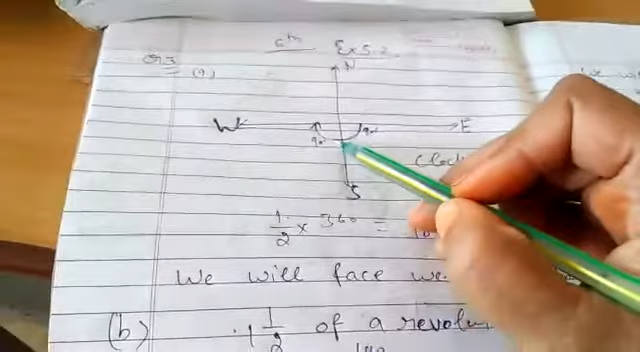 6th Ex 5.2
Q3
(a)
N
W E
90° 90°
S
1/2 × 360 =
We will face we
(b) 1 1/2 of a revolu